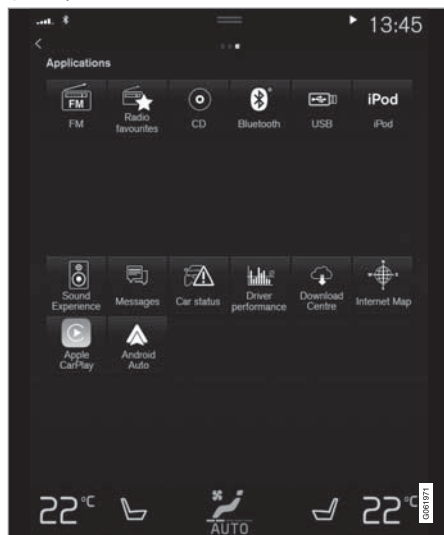 13:45
Applications
FM
FM
Radio
favourites
CD
Bluetooth
USB
iPod
iPod
Sound
Experience
Messages
Car status
Driver
performance
Download
Centre
Internet Map
Apple
CarPlay
Android
Auto
22°C
AUTO
22°C
G061971